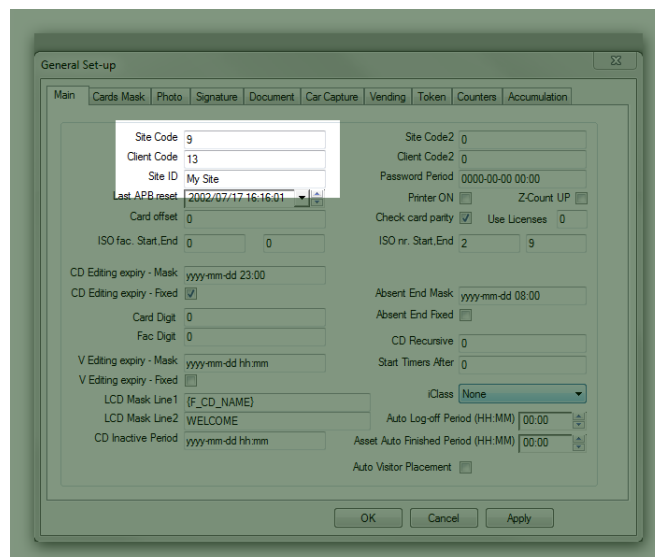 General Set-up
Main Cards Mask Photo Signature Document Car Capture Vending Token Counters Accumulation
Site Code 9 Site Code2 0
Client Code 13 Client Code2 0
Site ID My Site Password Period 0000-00-00 00:00
Last APB reset 2002/07/17 16:16:01 Printer ON Z-Count UP
Card offset 0 Check card parity Use Licenses 0
ISO fac. Start,End 0 0 ISO nr. Start,End 2 9
CD Editing expiry - Mask yyyy-mm-dd 23:00
CD Editing expiry - Fixed Absent End Mask yyyy-mm-dd 08:00
Card Digit 0 Absent End Fixed
Fac Digit 0 CD Recursive 0
V Editing expiry - Mask yyyy-mm-dd hh:mm Start Timers After 0
V Editing expiry - Fixed
LCD Mask Line1 {F_CD_NAME} iClass None
LCD Mask Line2 WELCOME Auto Log-off Period (HH:MM) 00:00
CD Inactive Period yyyy-mm-dd hh:mm Asset Auto Finished Period (HH:MM) 00:00
Auto Visitor Placement
OK Cancel Apply